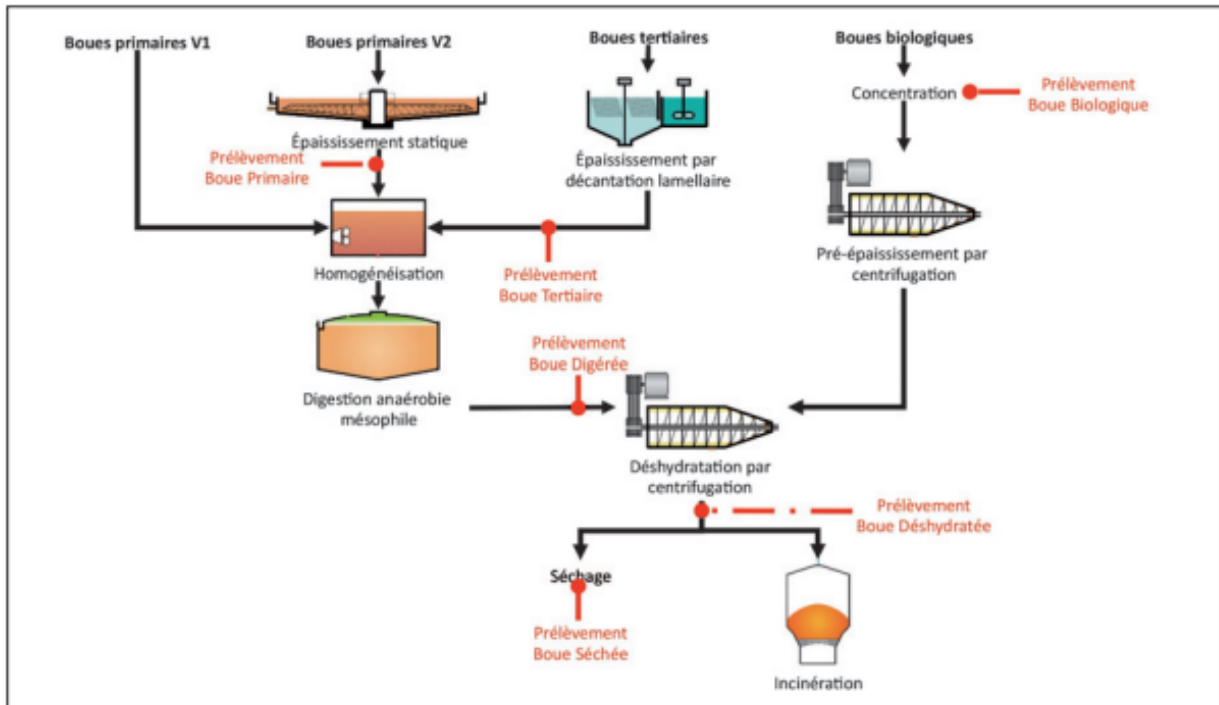 Boues primaires V1
Boues primaires V2
Boues tertiaires
Boues biologiques
Concentration
Prélèvement
Boue Biologique
Épaississement statique
Prélèvement
Boue Primaire
Épaississement par
décantation lamellaire
Pré-épaississement par
centrifugation
Homogénéisation
Prélèvement
Boue Tertiaire
Prélèvement
Boue Digérée
Digestion anaérobie
mésophile
Déshydratation par
centrifugation
Prélèvement
Boue Déshydratée
Séchage
Prélèvement
Boue Séchée
Incinération